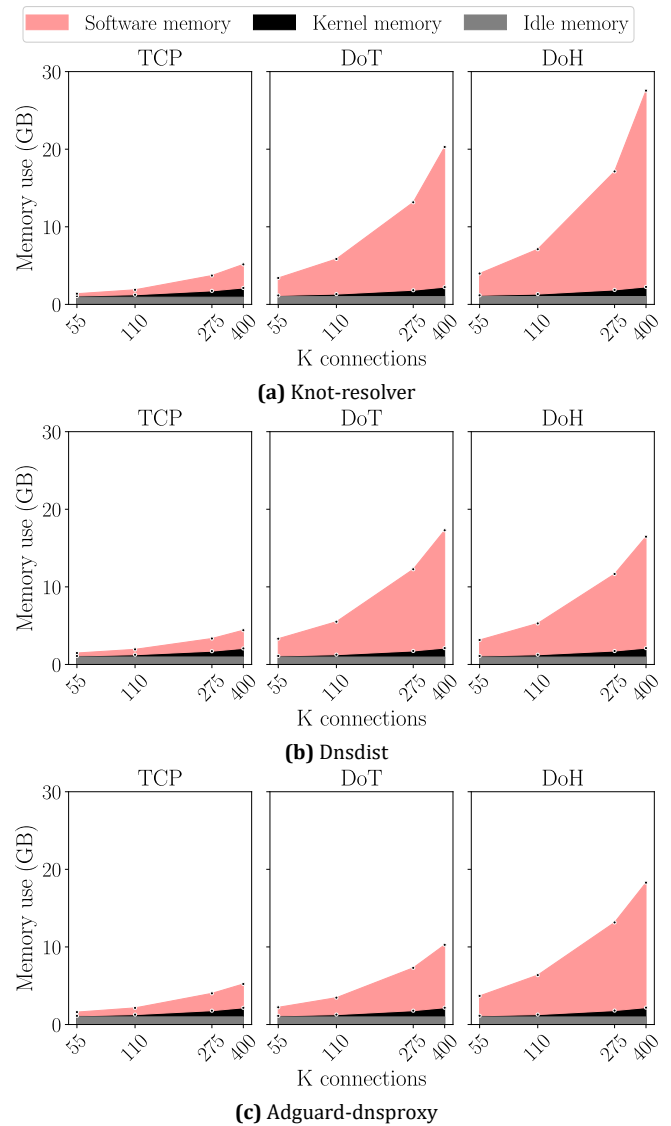 Software memory Kernel memory Idle memory
TCP DoT DoH
30
20
10
0
Memory use (GB)
55 110 275 400 55 110 275 400 55 110 275 400
K connections
(a) Knot-resolver
TCP DoT DoH
30
20
10
0
Memory use (GB)
55 110 275 400 55 110 275 400 55 110 275 400
K connections
(b) Dnsdist
TCP DoT DoH
30
20
10
0
Memory use (GB)
55 110 275 400 55 110 275 400 55 110 275 400
K connections
(c) Adguard-dnsproxy